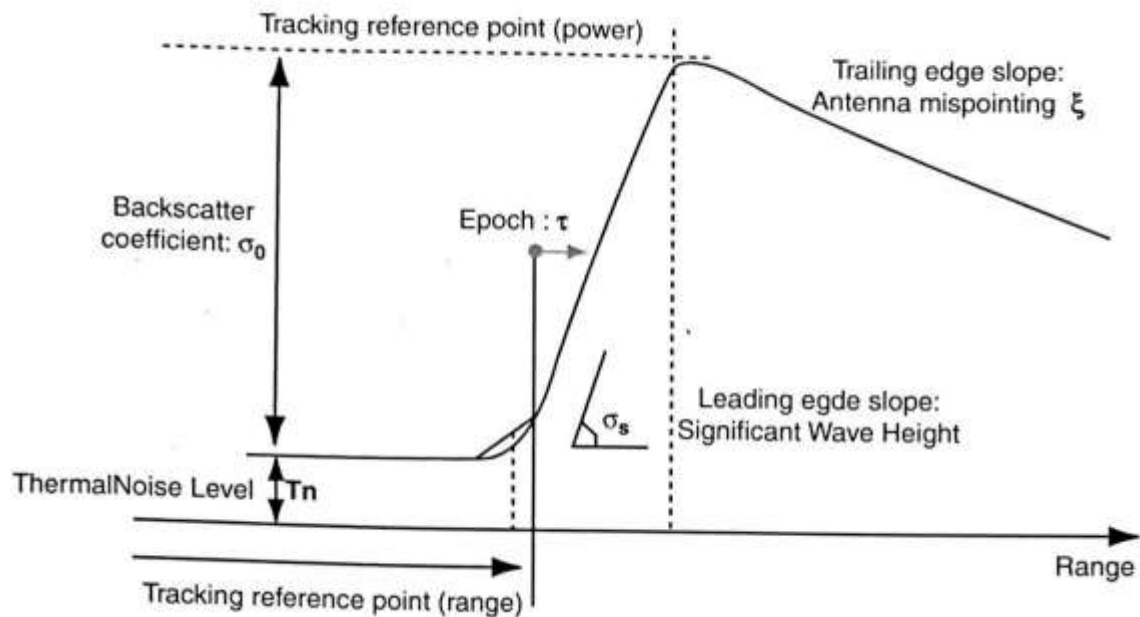 Tracking reference point (power)
Trailing edge slope:
Antenna mispointing ξ
Backscatter
coefficient: σ₀
Epoch : τ
σₛ
Leading egde slope:
Significant Wave Height
ThermalNoise Level
Tn
Range
Tracking reference point (range)